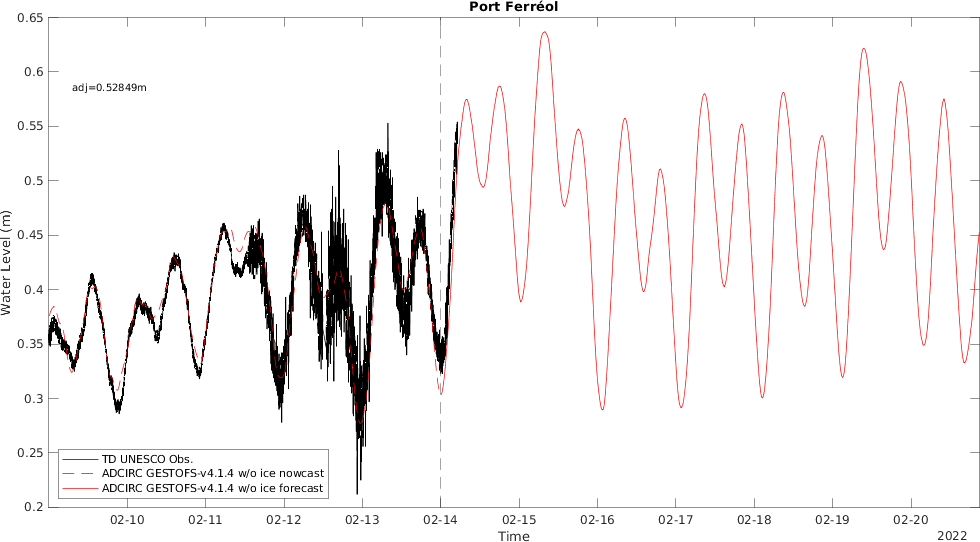 Port Ferréol
0.65
0.6
0.55
0.5
0.45
0.4
0.35
0.3
0.25
0.2
Water Level (m)
adj=0.52849m
TD UNESCO Obs.
ADCIRC GESTOFS-v4.1.4 w/o ice nowcast
ADCIRC GESTOFS-v4.1.4 w/o ice forecast
02-10 02-11 02-12 02-13 02-14 02-15 02-16 02-17 02-18 02-19 02-20
Time
2022